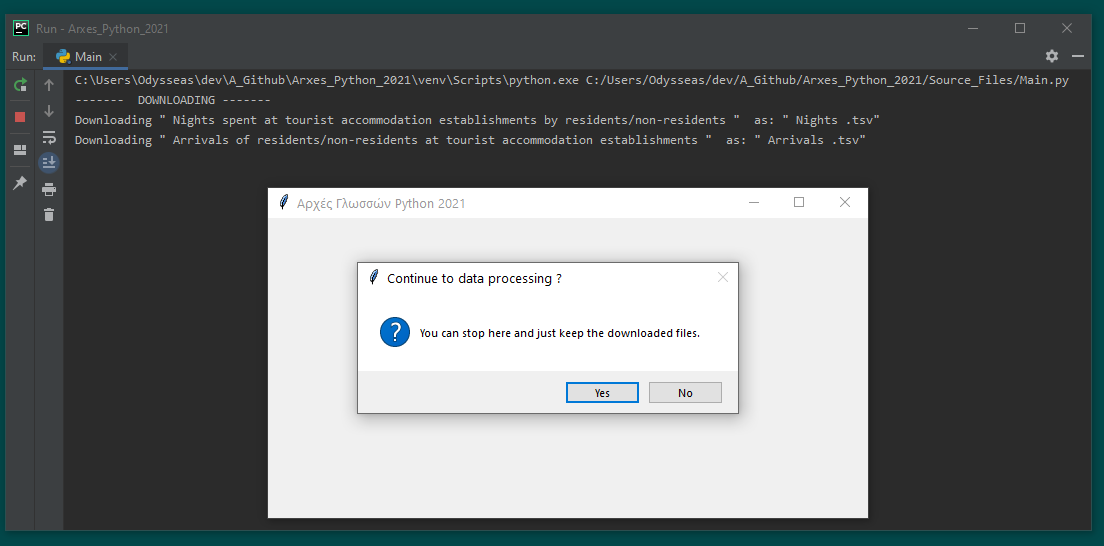 PC Run - Arxes_Python_2021
Run: Main
C:\Users\Odysseas\dev\A_Github\Arxes_Python_2021\venv\Scripts\python.exe C:/Users/Odysseas/dev/A_Github/Arxes_Python_2021/Source_Files/Main.py
-------  DOWNLOADING -------
Downloading " Nights spent at tourist accommodation establishments by residents/non-residents "  as: " Nights .tsv"
Downloading " Arrivals of residents/non-residents at tourist accommodation establishments "  as: " Arrivals .tsv"
Αρχές Γλωσσών Python 2021
Continue to data processing ?
? You can stop here and just keep the downloaded files.
Yes No